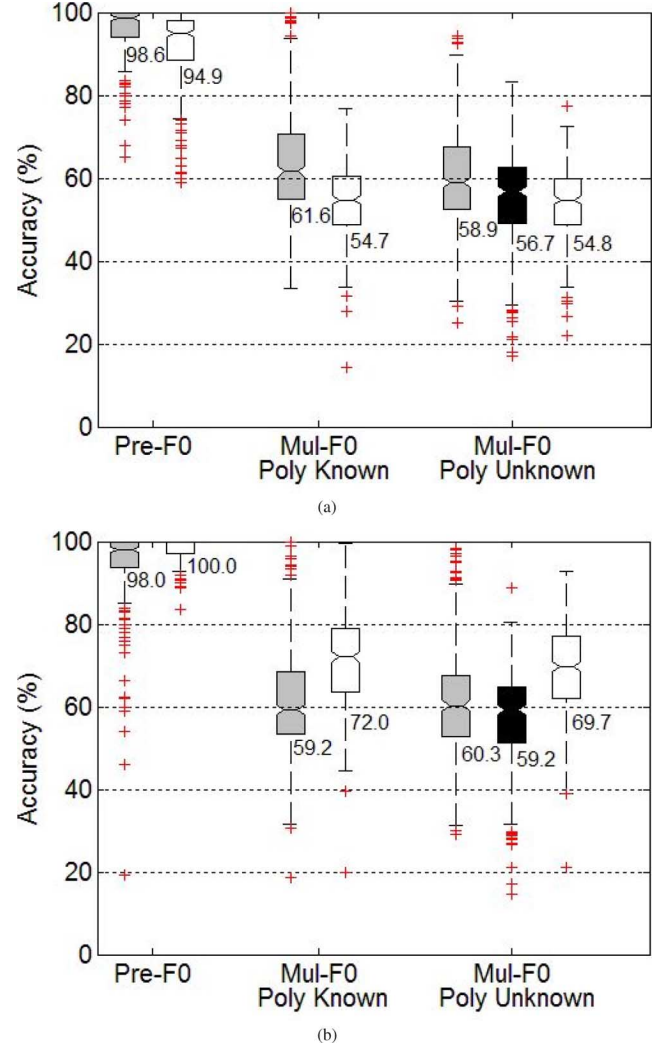 100
80
60
40
20
0
Accuracy (%)
98.6
94.9
61.6
54.7
58.9
56.7
54.8
Pre-F0
Mul-F0
Poly Known
Mul-F0
Poly Unknown
(a)
100
80
60
40
20
0
Accuracy (%)
98.0
100.0
59.2
72.0
60.3
59.2
69.7
Pre-F0
Mul-F0
Poly Known
Mul-F0
Poly Unknown
(b)